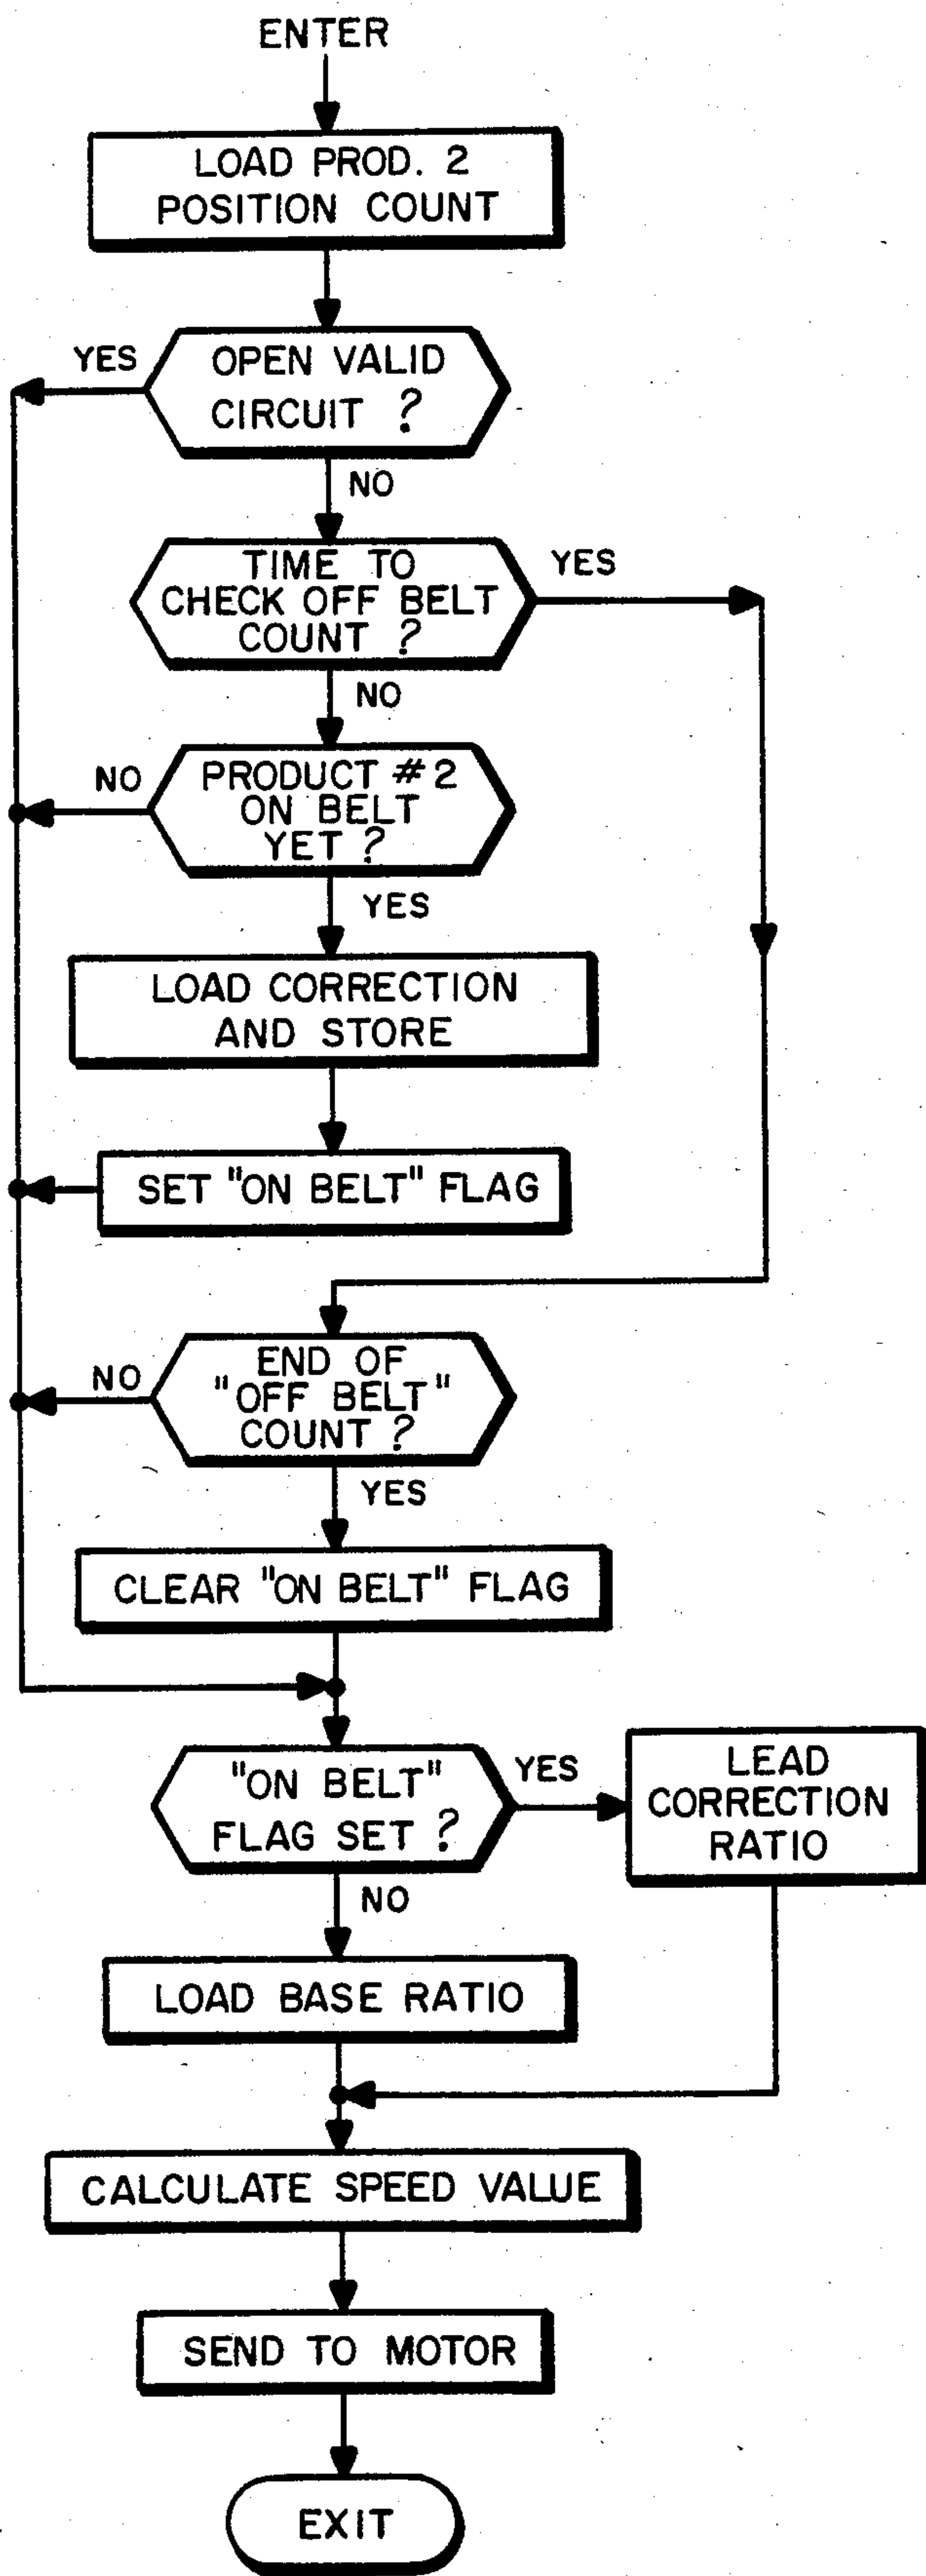 ENTER
LOAD PROD. 2
POSITION COUNT
YES
OPEN VALID
CIRCUIT ?
NO
TIME TO
CHECK OFF BELT
COUNT ?
YES
NO
NO
PRODUCT #2
ON BELT
YET ?
YES
LOAD CORRECTION
AND STORE
SET "ON BELT" FLAG
NO
END OF
"OFF BELT"
COUNT ?
YES
CLEAR "ON BELT" FLAG
"ON BELT"
FLAG SET ?
YES
LEAD
CORRECTION
RATIO
NO
LOAD BASE RATIO
CALCULATE SPEED VALUE
SEND TO MOTOR
EXIT